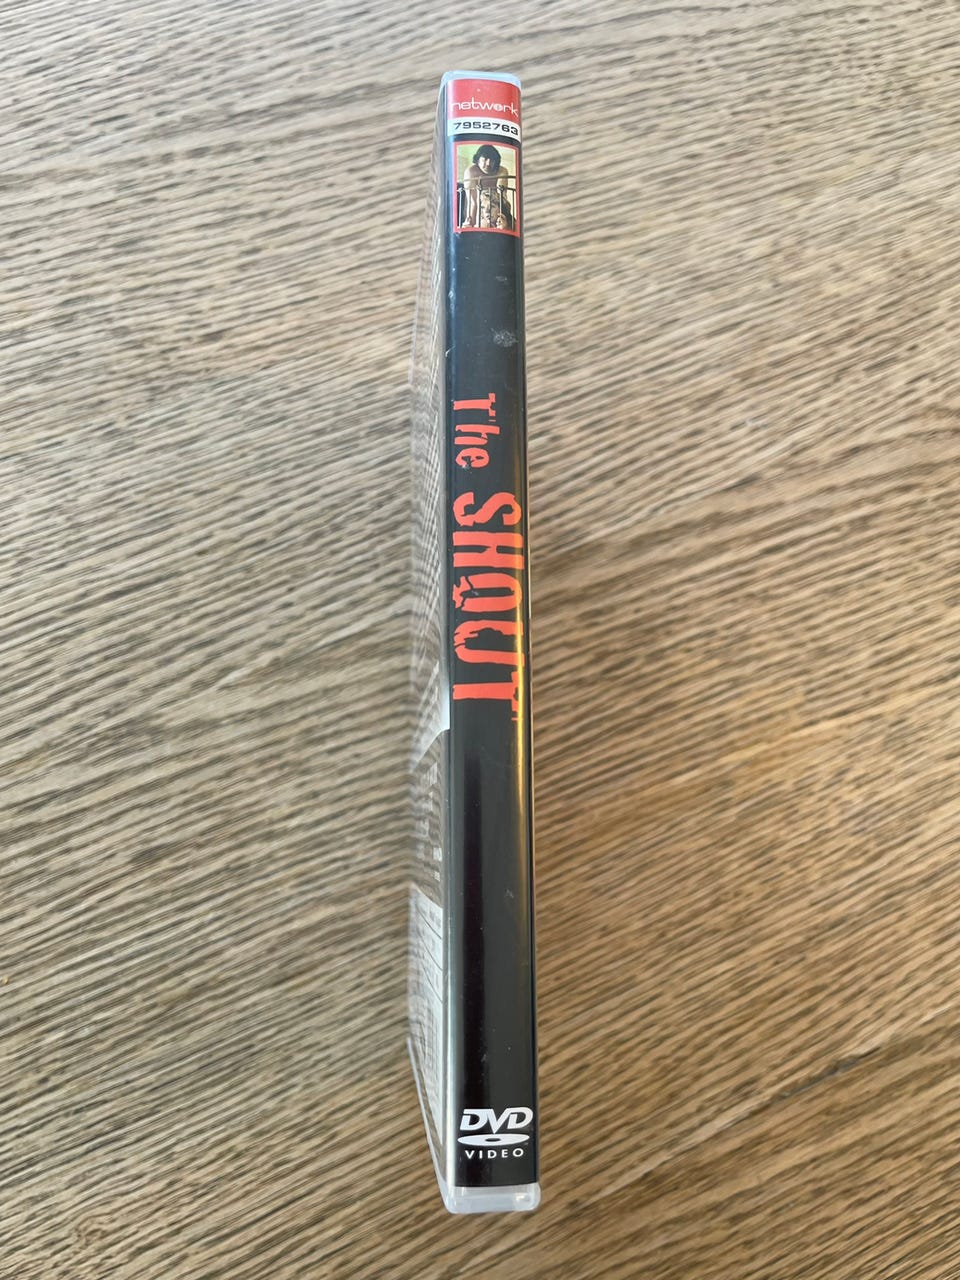 network
7952763
The SHOUT
DVD
VIDEO